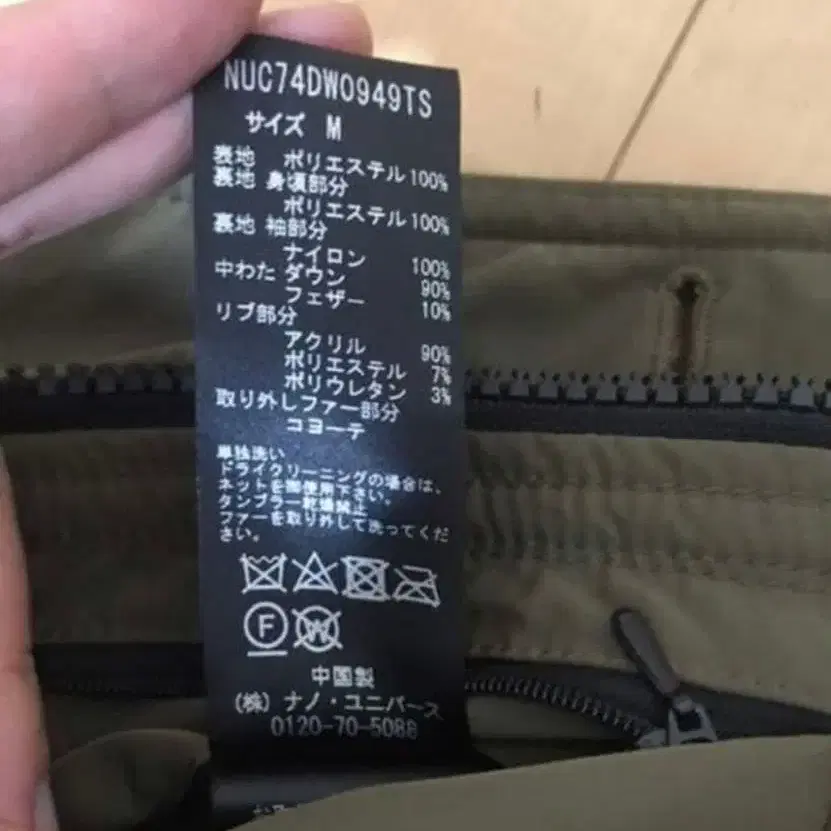 NUC74DW0949TS
サイズ M
表地 ポリエステル 100%
裏地 身頃部分
ポリエステル 100%
裏地 袖部分
ナイロン 100%
中わた ダウン 90%
フェザー 10%
リブ部分
アクリル 90%
ポリエステル 7%
ポリウレタン 3%
取り外しファー部分
コヨーテ
単独洗い
ドライクリーニングの場合は、
ネットを御使用下さい。
タンブラー乾燥禁止
ファーを取り外して洗ってくだ
さい。
F W
中国製
(株) ナノ・ユニバース
0120-70-5088